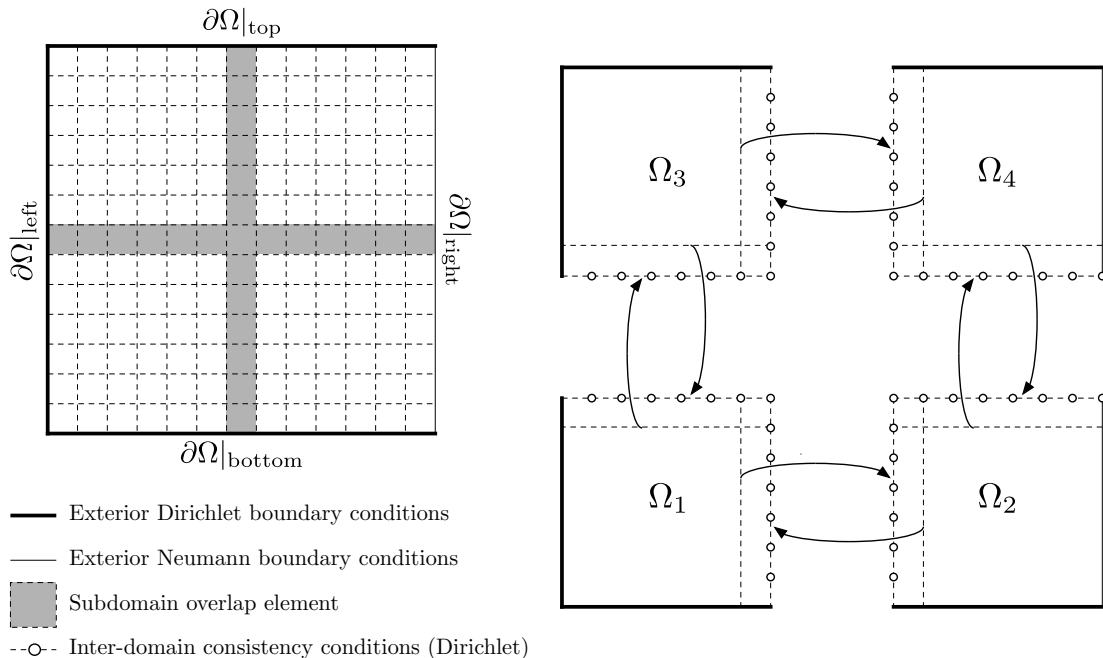 ∂Ω|top
∂Ω|left
∂Ω|right
∂Ω|bottom
Exterior Dirichlet boundary conditions
Exterior Neumann boundary conditions
Subdomain overlap element
Inter-domain consistency conditions (Dirichlet)
Ω3
Ω4
Ω1
Ω2